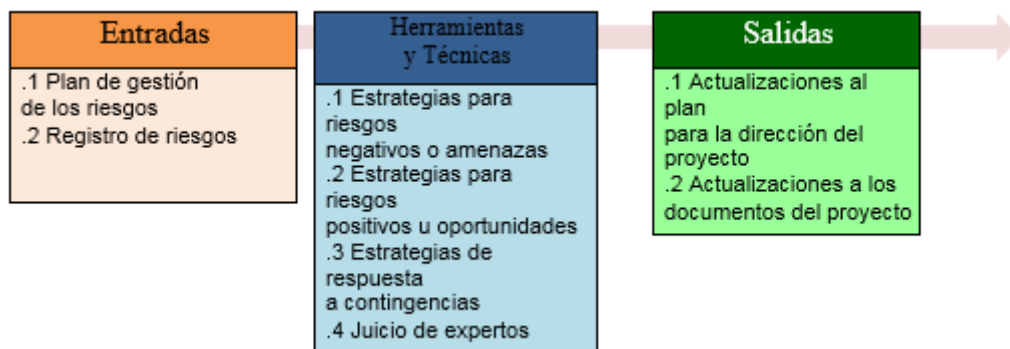 Entradas
.1 Plan de gestión
de los riesgos
.2 Registro de riesgos
Herramientas
y Técnicas
.1 Estrategias para
riesgos
negativos o amenazas
.2 Estrategias para
riesgos
positivos u oportunidades
.3 Estrategias de
respuesta
a contingencias
.4 Juicio de expertos
Salidas
.1 Actualizaciones al
plan
para la dirección del
proyecto
.2 Actualizaciones a los
documentos del proyecto